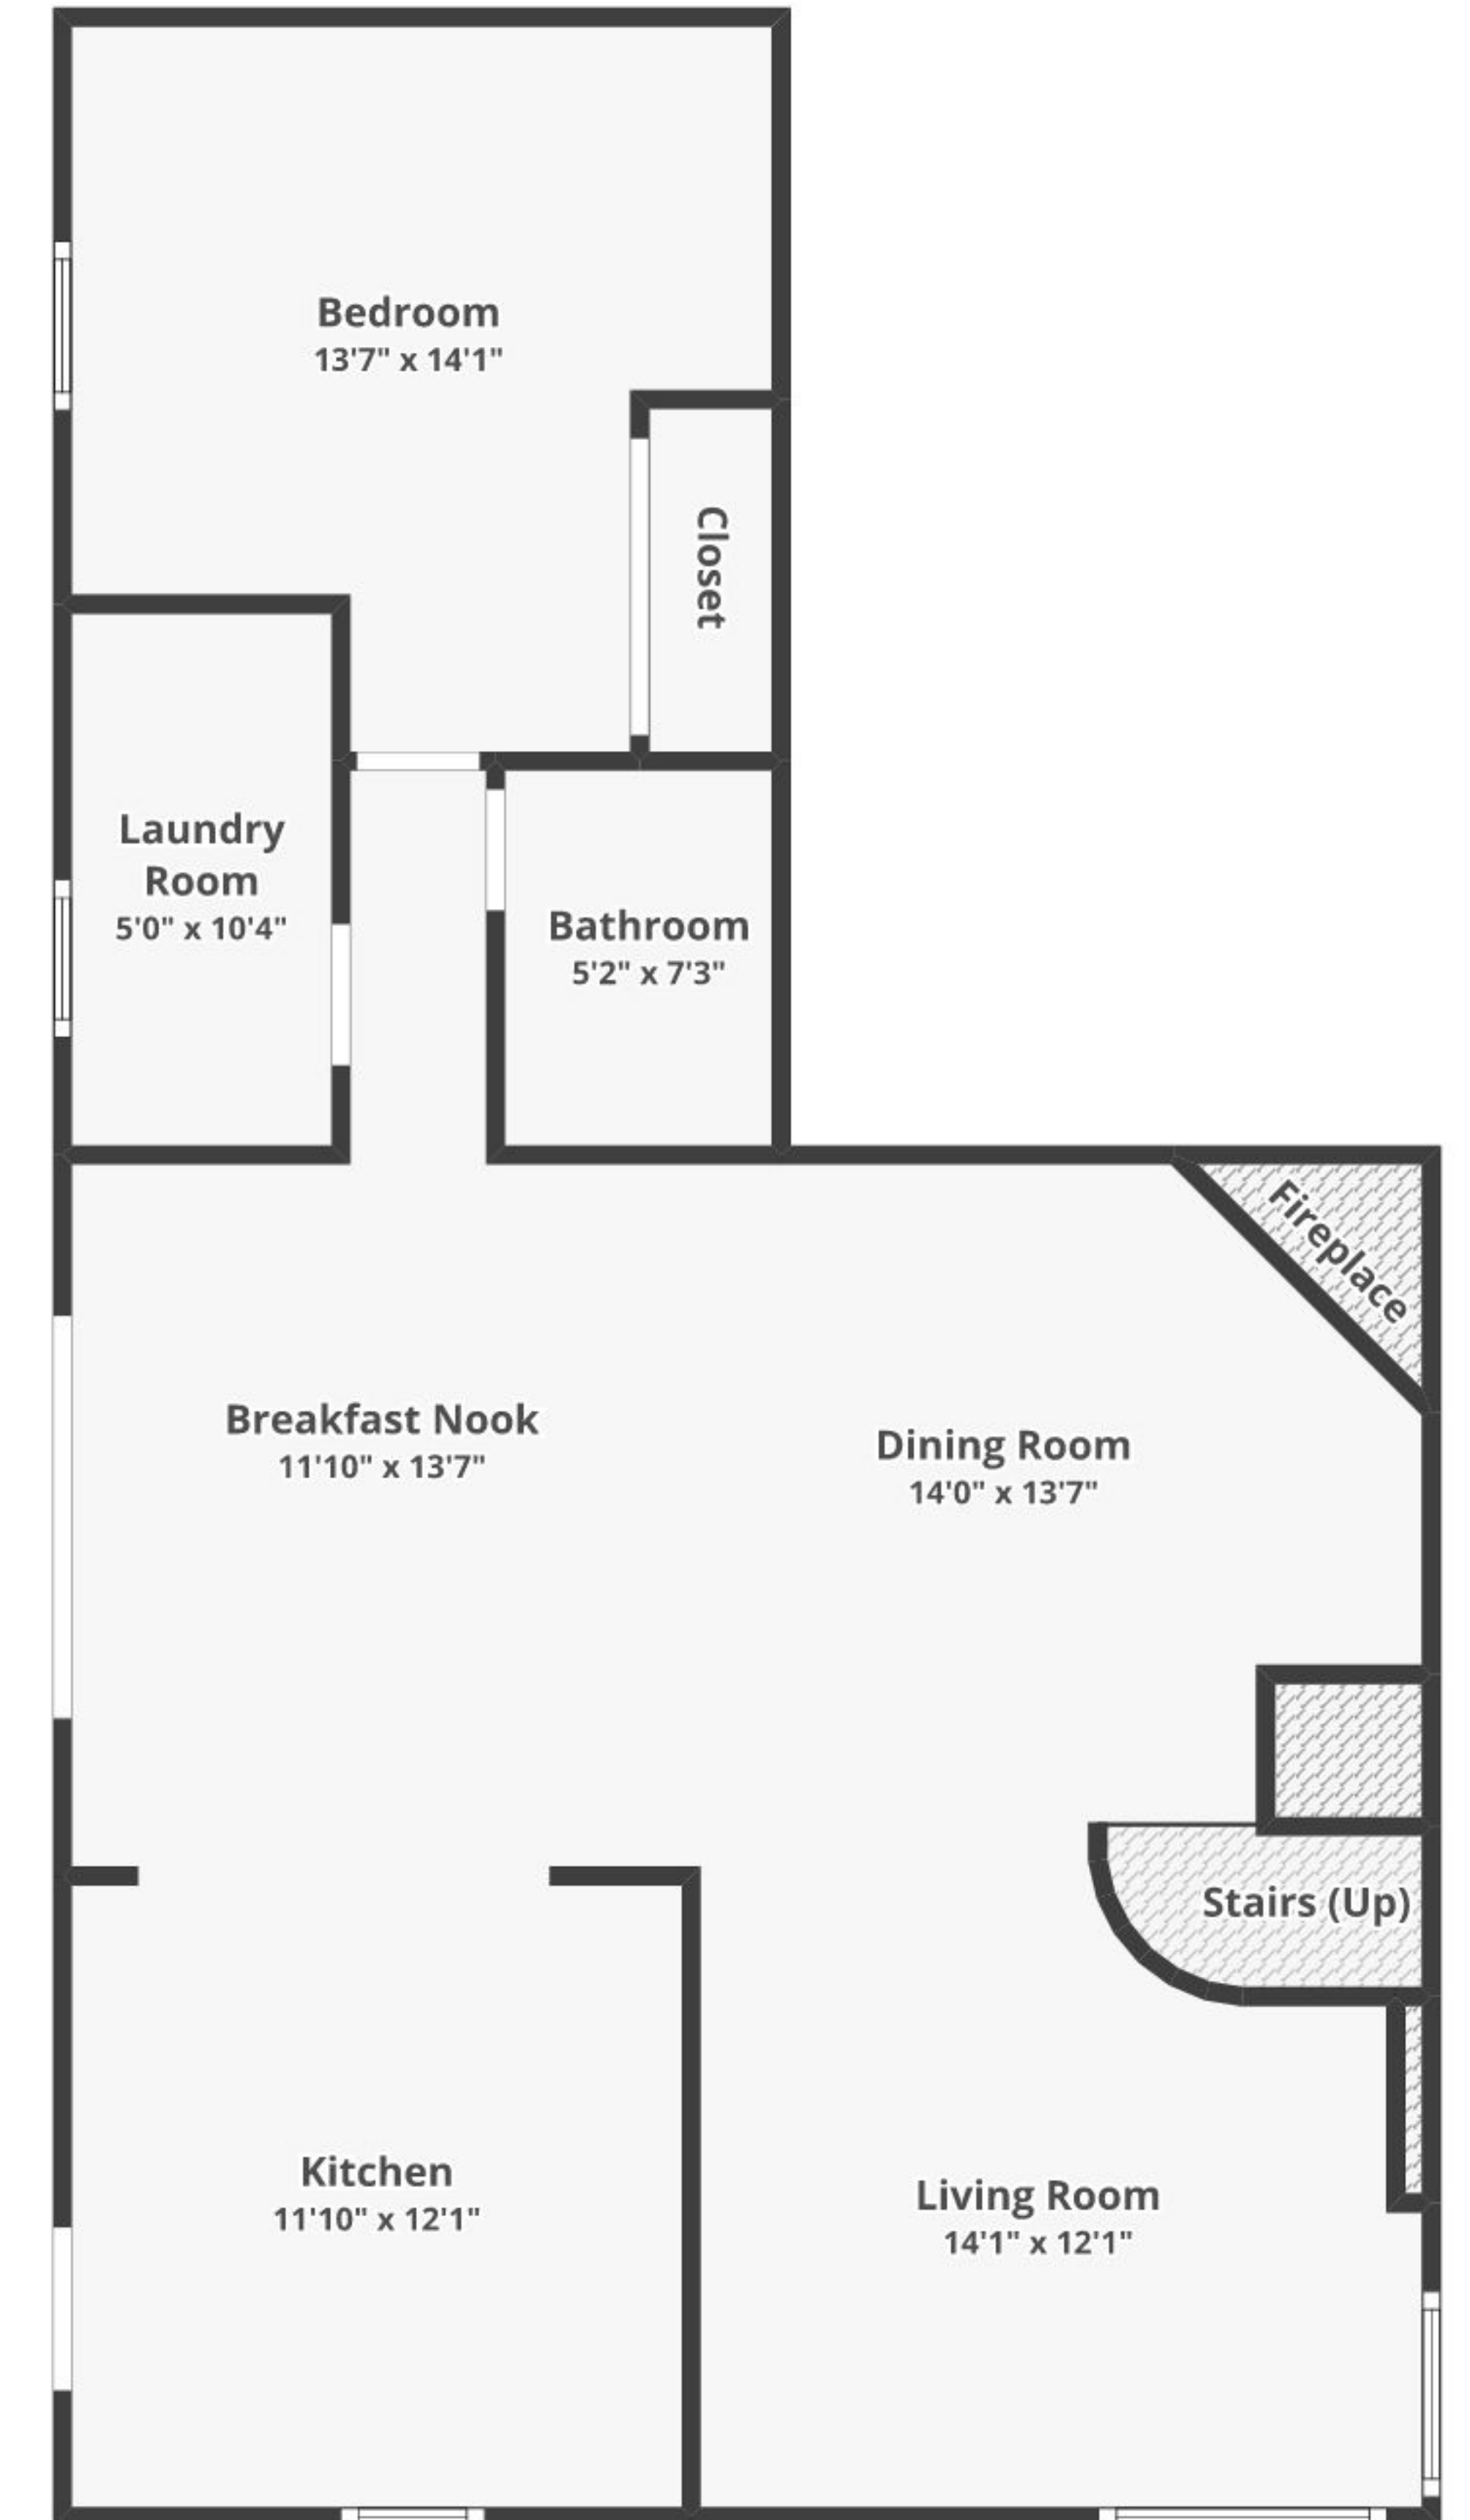 Bedroom
13'7" x 14'1"
Closet
Laundry
Room
5'0" x 10'4"
Bathroom
5'2" x 7'3"
Fireplace
Breakfast Nook
11'10" x 13'7"
Dining Room
14'0" x 13'7"
Stairs (Up)
Kitchen
11'10" x 12'1"
Living Room
14'1" x 12'1"